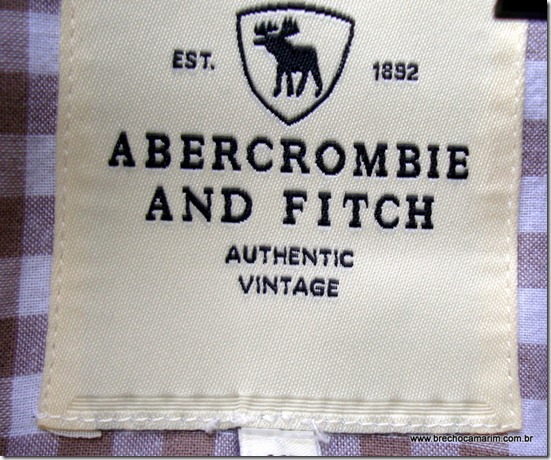 EST. 1892
ABERCROMBIE
AND FITCH
AUTHENTIC
VINTAGE
www.brechocamarim.com.br